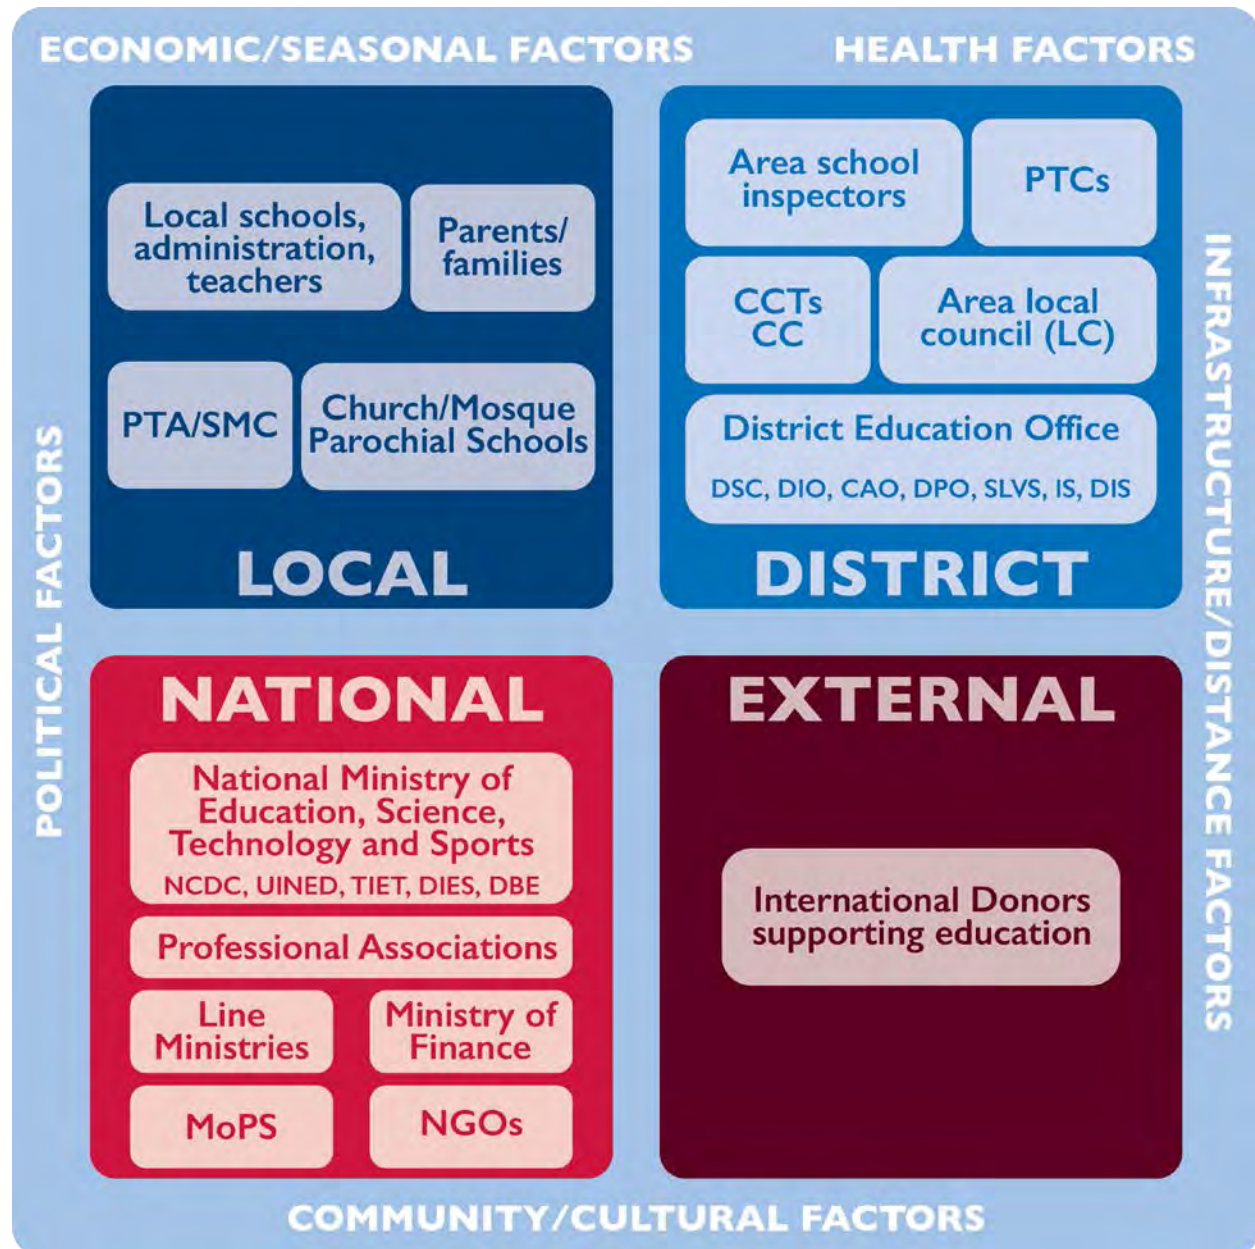 ECONOMIC/SEASONAL FACTORS
HEALTH FACTORS
POLITICAL FACTORS
INFRASTRUCTURE/DISTANCE FACTORS
Local schools,
administration,
teachers
Parents/
families
PTA/SMC
Church/Mosque
Parochial Schools
LOCAL
Area school
inspectors
PTCs
CCTs
CC
Area local
council (LC)
District Education Office
DSC, DIO, CAO, DPO, SLVS, IS, DIS
DISTRICT
NATIONAL
National Ministry of
Education, Science,
Technology and Sports
NCDC, UINED, TIET, DIES, DBE
Professional Associations
Line
Ministries
Ministry of
Finance
MoPS
NGOs
EXTERNAL
International Donors
supporting education
COMMUNITY/CULTURAL FACTORS